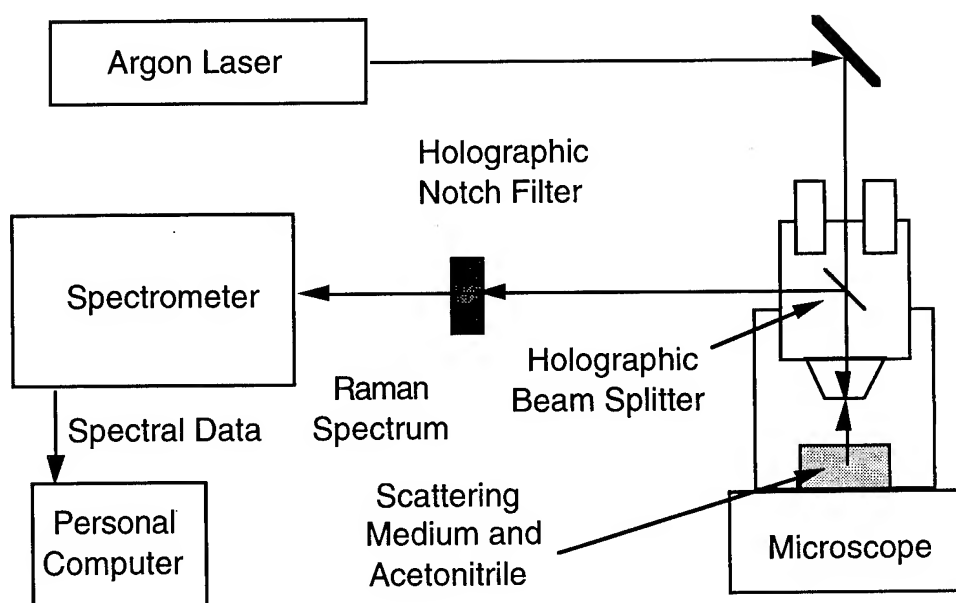 Argon Laser
Holographic
Notch Filter
Spectrometer
Holographic
Beam Splitter
Raman
Spectrum
Spectral Data
Personal
Computer
Scattering
Medium and
Acetonitrile
Microscope